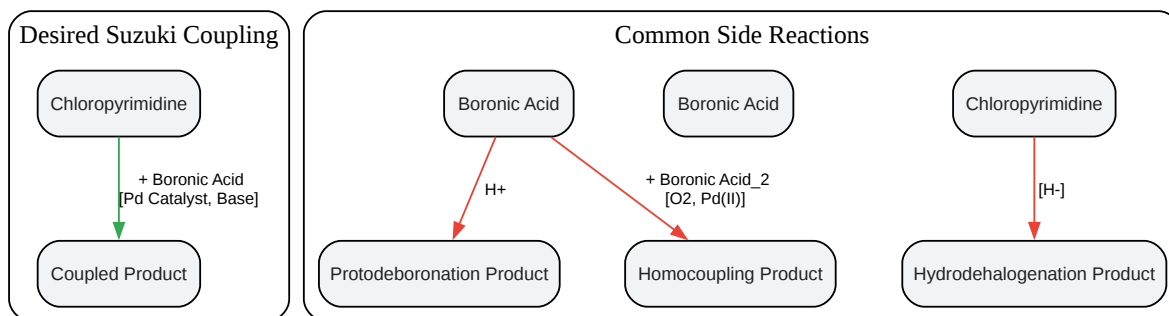 Desired Suzuki Coupling
Chloropyrimidine
+ Boronic Acid
[Pd Catalyst, Base]
Coupled Product
Common Side Reactions
Boronic Acid
Boronic Acid
Chloropyrimidine
H+
+ Boronic Acid_2
[O2, Pd(II)]
[H-]
Protodeboronation Product
Homocoupling Product
Hydrodehalogenation Product